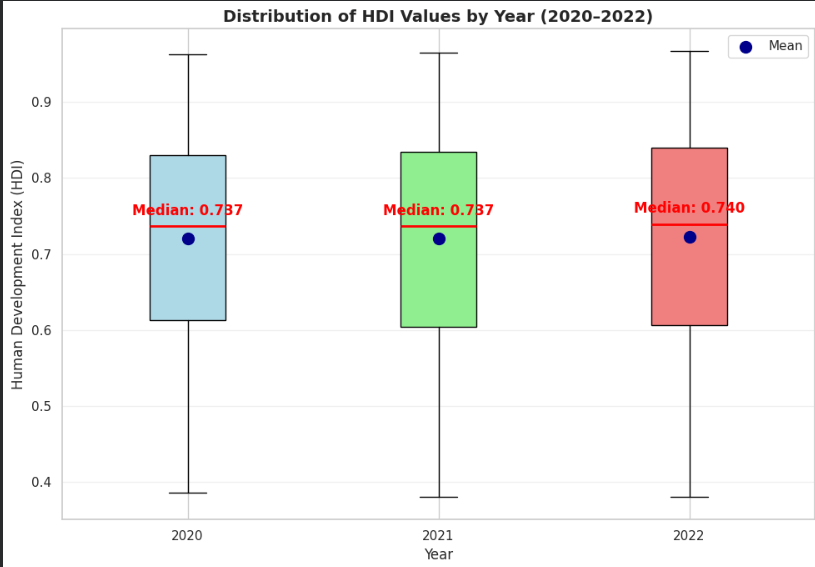 Distribution of HDI Values by Year (2020–2022)
Mean
0.9
0.8
0.7
0.6
0.5
0.4
Human Development Index (HDI)
Median: 0.737
Median: 0.737
Median: 0.740
2020
2021
2022
Year